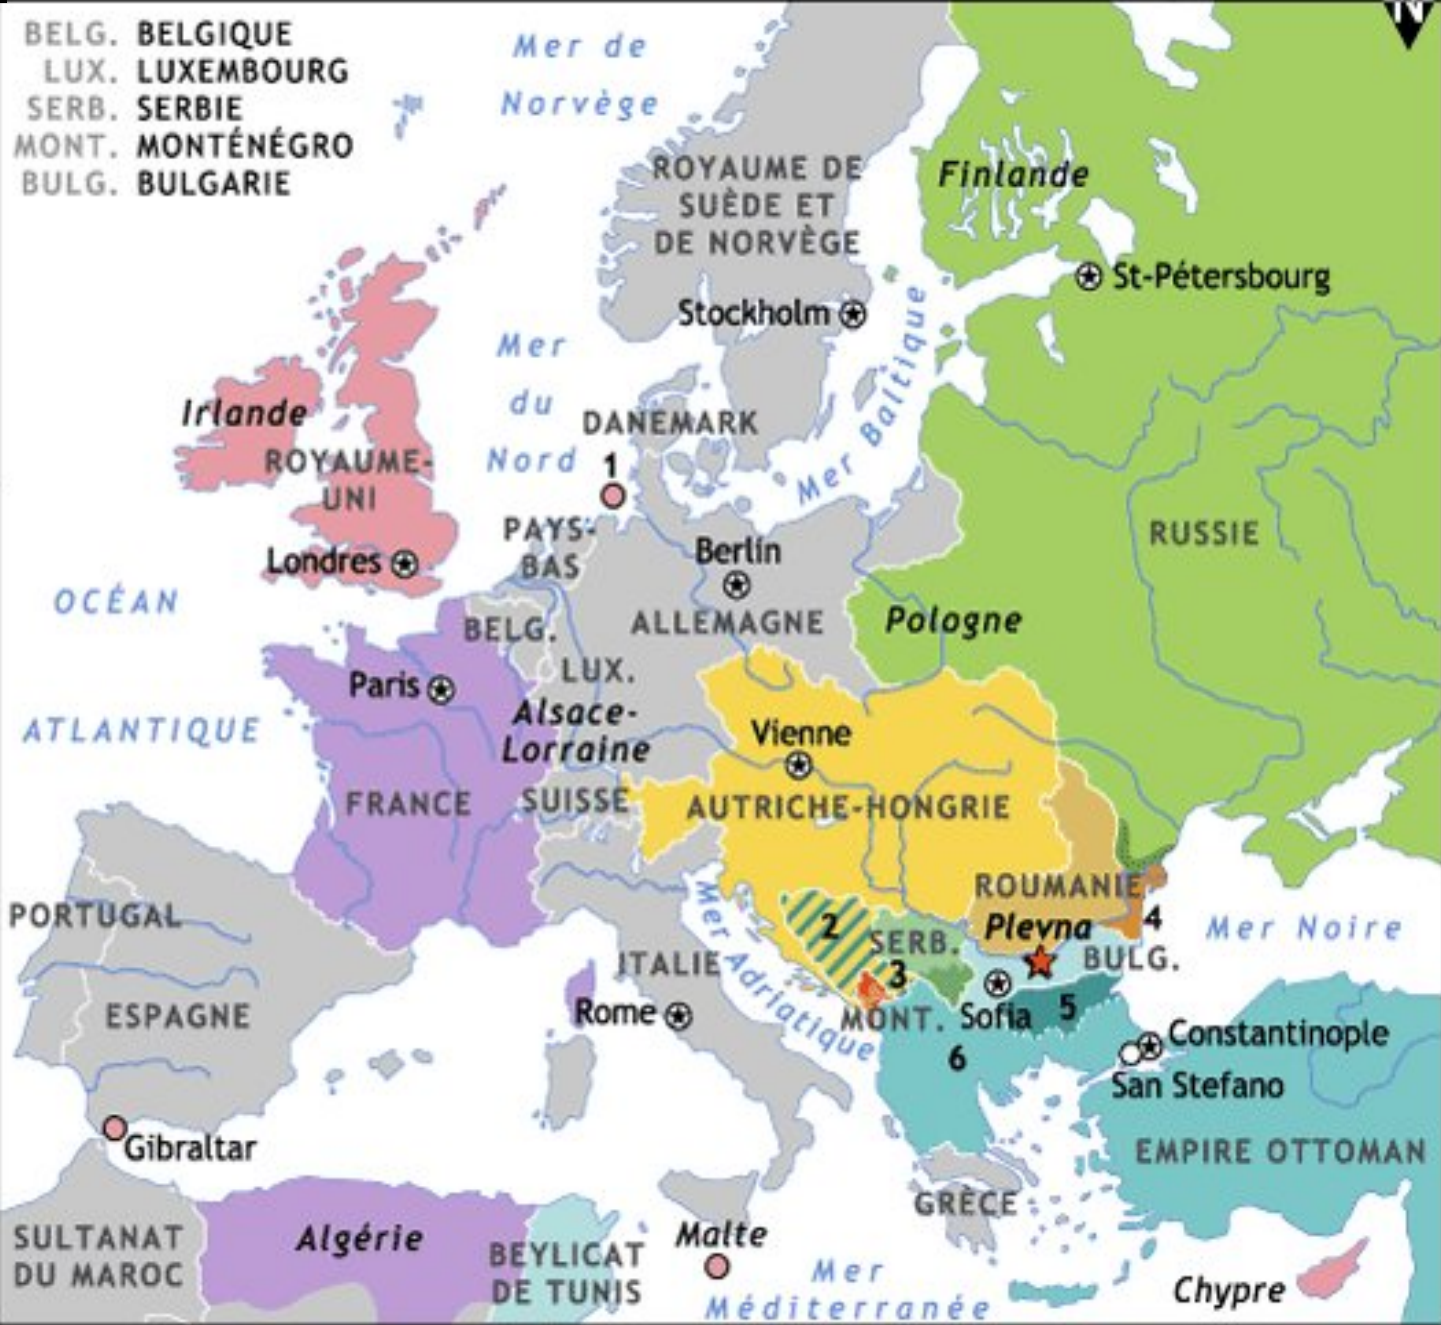 N
BELG. BELGIQUE
LUX. LUXEMBOURG
SERB. SERBIE
MONT. MONTÉNÉGRO
BULG. BULGARIE
Mer de
Norvège
ROYAUME DE
SUÈDE ET
DE NORVÈGE
Finlande
St-Pétersbourg
Stockholm
Mer
du
Nord
Mer Baltique
Irlande
ROYAUME-
UNI
DANEMARK
1
Londres
PAYS-
BAS
Berlin
ALLEMAGNE
RUSSIE
OCÉAN
ATLANTIQUE
BELG.
LUX.
Pologne
Paris
Alsace-
Lorraine
Vienne
FRANCE
SUISSE
AUTRICHE-HONGRIE
PORTUGAL
ESPAGNE
ROUMANIE
Plevna
4
Mer Noire
2
SERB.
3
BULG.
Mer Adriatique
ITALIE
Rome
MONT.
Sofia
5
6
Constantinople
San Stefano
Gibraltar
EMPIRE OTTOMAN
GRÈCE
SULTANAT
DU MAROC
Algérie
BEYLICAT
DE TUNIS
Malte
Mer
Méditerranée
Chypre